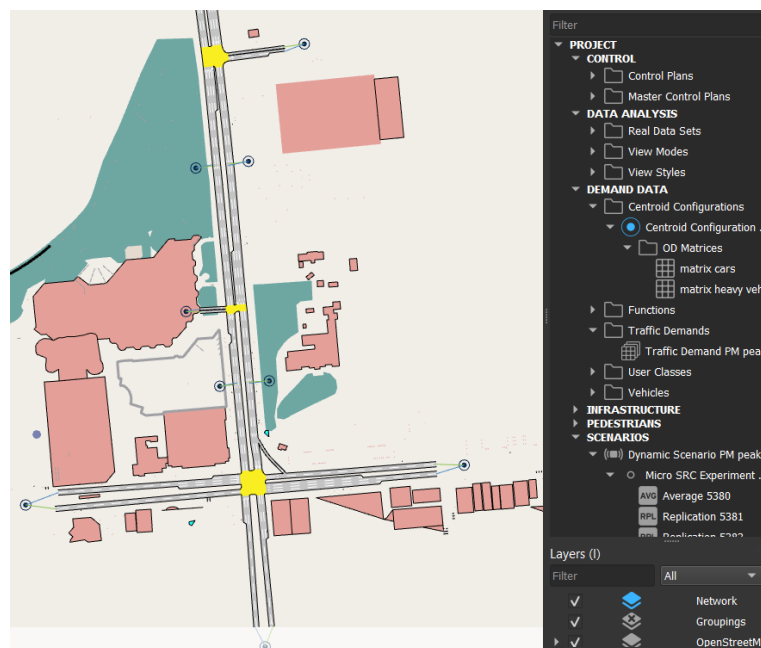 Filter
PROJECT
CONTROL
Control Plans
Master Control Plans
DATA ANALYSIS
Real Data Sets
View Modes
View Styles
DEMAND DATA
Centroid Configurations
Centroid Configuration .
OD Matrices
matrix cars
matrix heavy veh
Functions
Traffic Demands
Traffic Demand PM pea
User Classes
Vehicles
INFRASTRUCTURE
PEDESTRIANS
SCENARIOS
Dynamic Scenario PM peak
Micro SRC Experiment .
AVG Average 5380
RPL Replication 5381
RPL Replication 5382
Layers (I)
Filter All
Network
Groupings
OpenStreetM